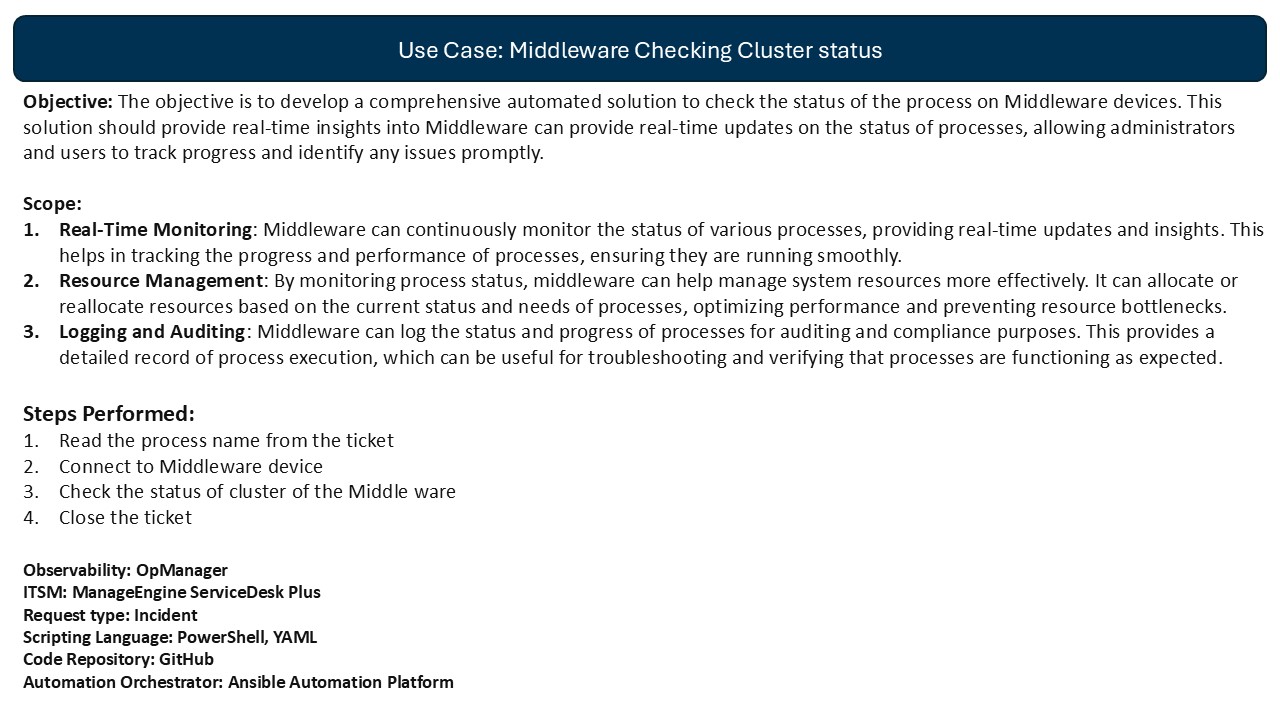 Use Case: Middleware Checking Cluster status
Objective: The objective is to develop a comprehensive automated solution to check the status of the process on Middleware devices. This
solution should provide real-time insights into Middleware can provide real-time updates on the status of processes, allowing administrators
and users to track progress and identify any issues promptly.
Scope:
1. Real-Time Monitoring: Middleware can continuously monitor the status of various processes, providing real-time updates and insights. This
helps in tracking the progress and performance of processes, ensuring they are running smoothly.
2. Resource Management: By monitoring process status, middleware can help manage system resources more effectively. It can allocate or
reallocate resources based on the current status and needs of processes, optimizing performance and preventing resource bottlenecks.
3. Logging and Auditing: Middleware can log the status and progress of processes for auditing and compliance purposes. This provides a
detailed record of process execution, which can be useful for troubleshooting and verifying that processes are functioning as expected.
Steps Performed:
1. Read the process name from the ticket
2. Connect to Middleware device
3. Check the status of cluster of the Middle ware
4. Close the ticket
Observability: OpManager
ITSM: ManageEngine ServiceDesk Plus
Request type: Incident
Scripting Language: PowerShell, YAML
Code Repository: GitHub
Automation Orchestrator: Ansible Automation Platform